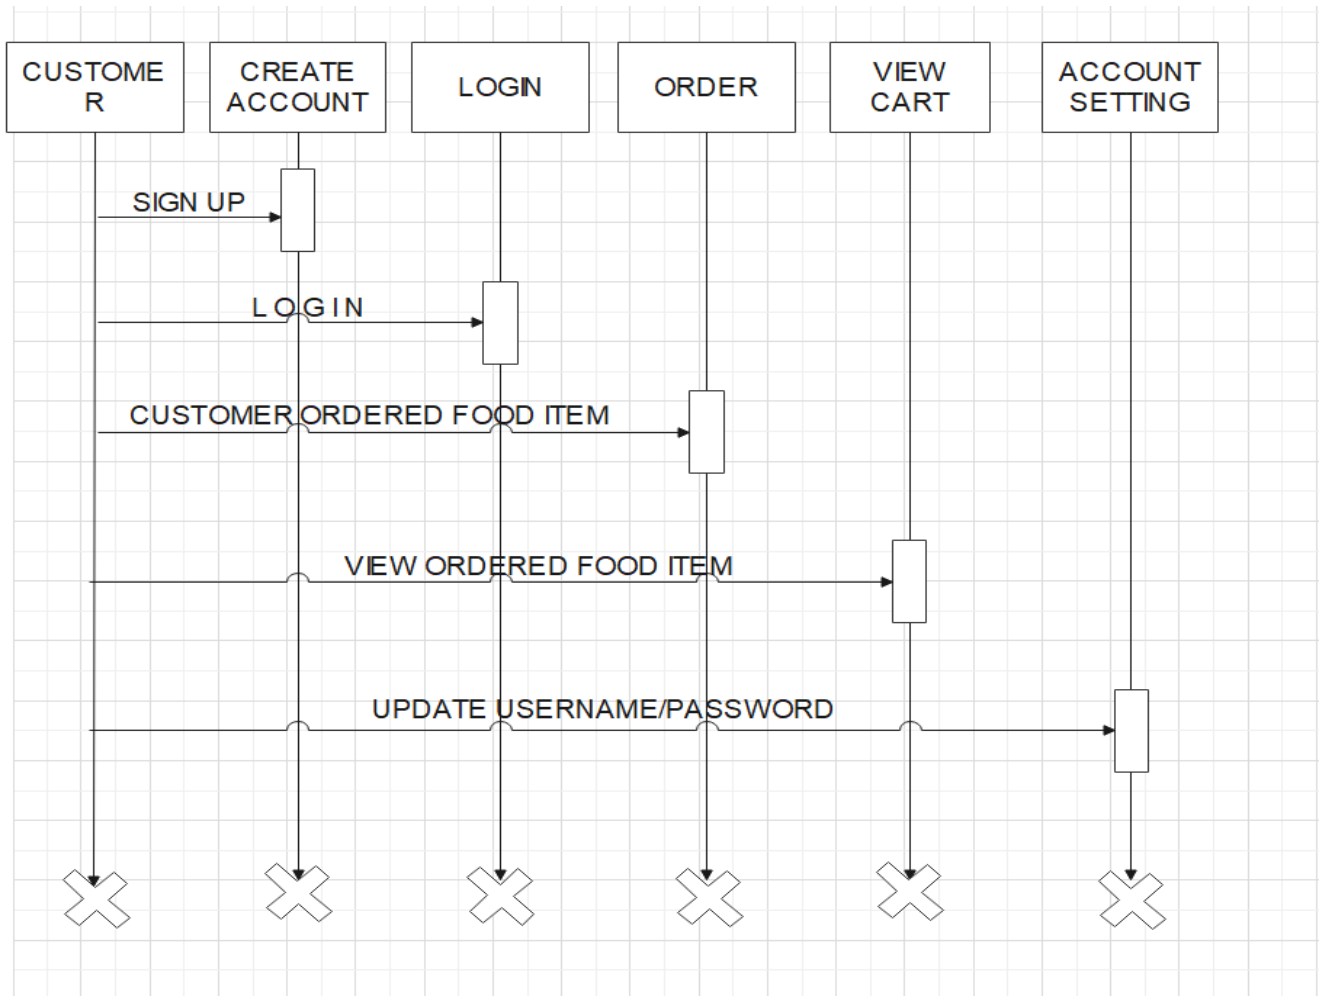 CUSTOME
R
CREATE
ACCOUNT
LOGIN
ORDER
VIEW
CART
ACCOUNT
SETTING
SIGN UP
LOGIN
CUSTOMER ORDERED FOOD ITEM
VIEW ORDERED FOOD ITEM
UPDATE USERNAME/PASSWORD